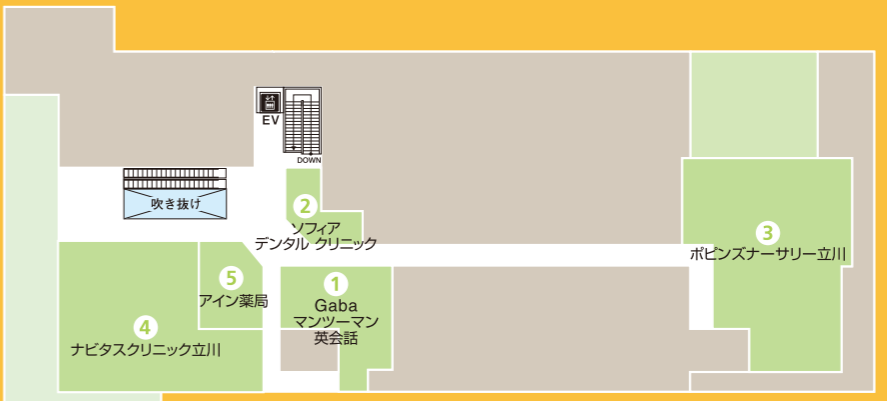 EV
DOWN
吹き抜け
2
ソフィア
デンタル クリニック
3
ポピンズナーサリー立川
5
アイン薬局
1
Gaba
マンツーマン
英会話
4
ナビタスクリニック立川